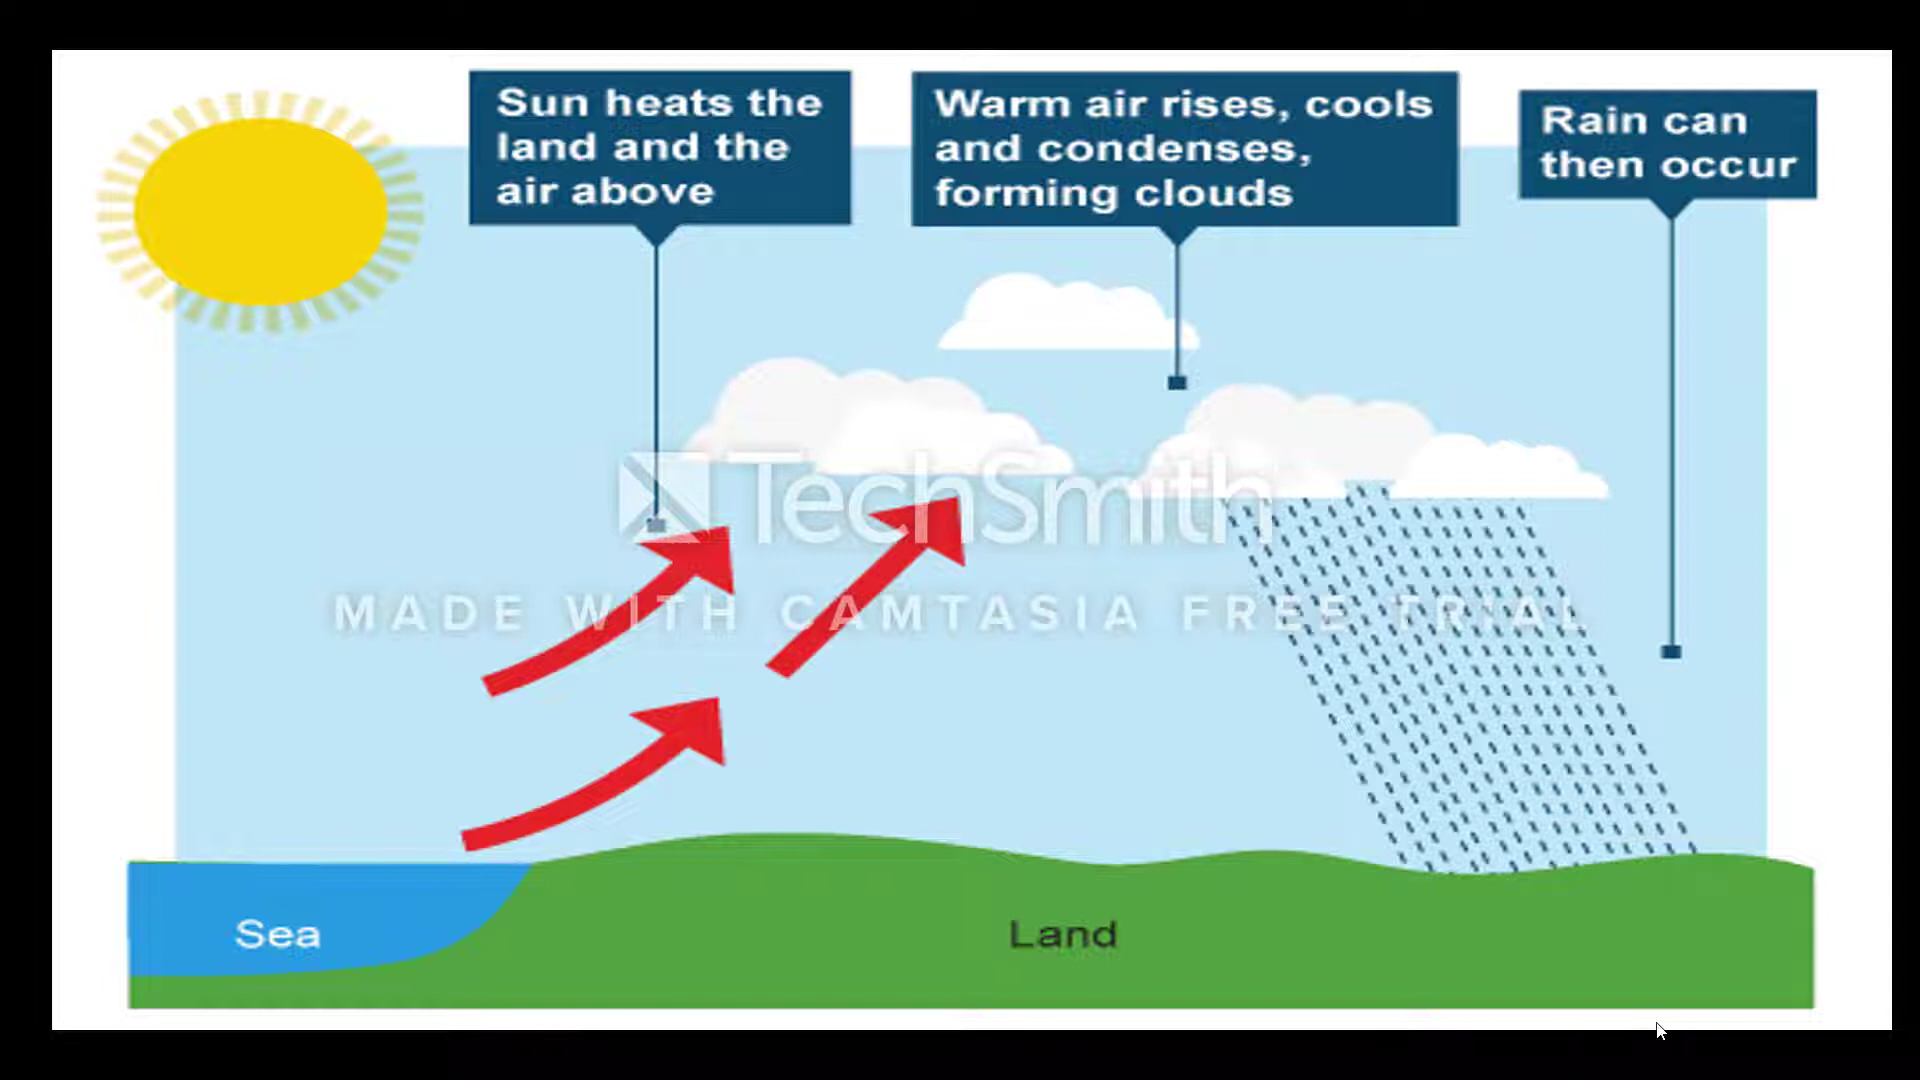 Sun heats the
land and the
air above
Warm air rises, cools
and condenses,
forming clouds
Rain can
then occur
TechSmith
MADE WITH CAMTASIA FREE TRIAL
Sea
Land